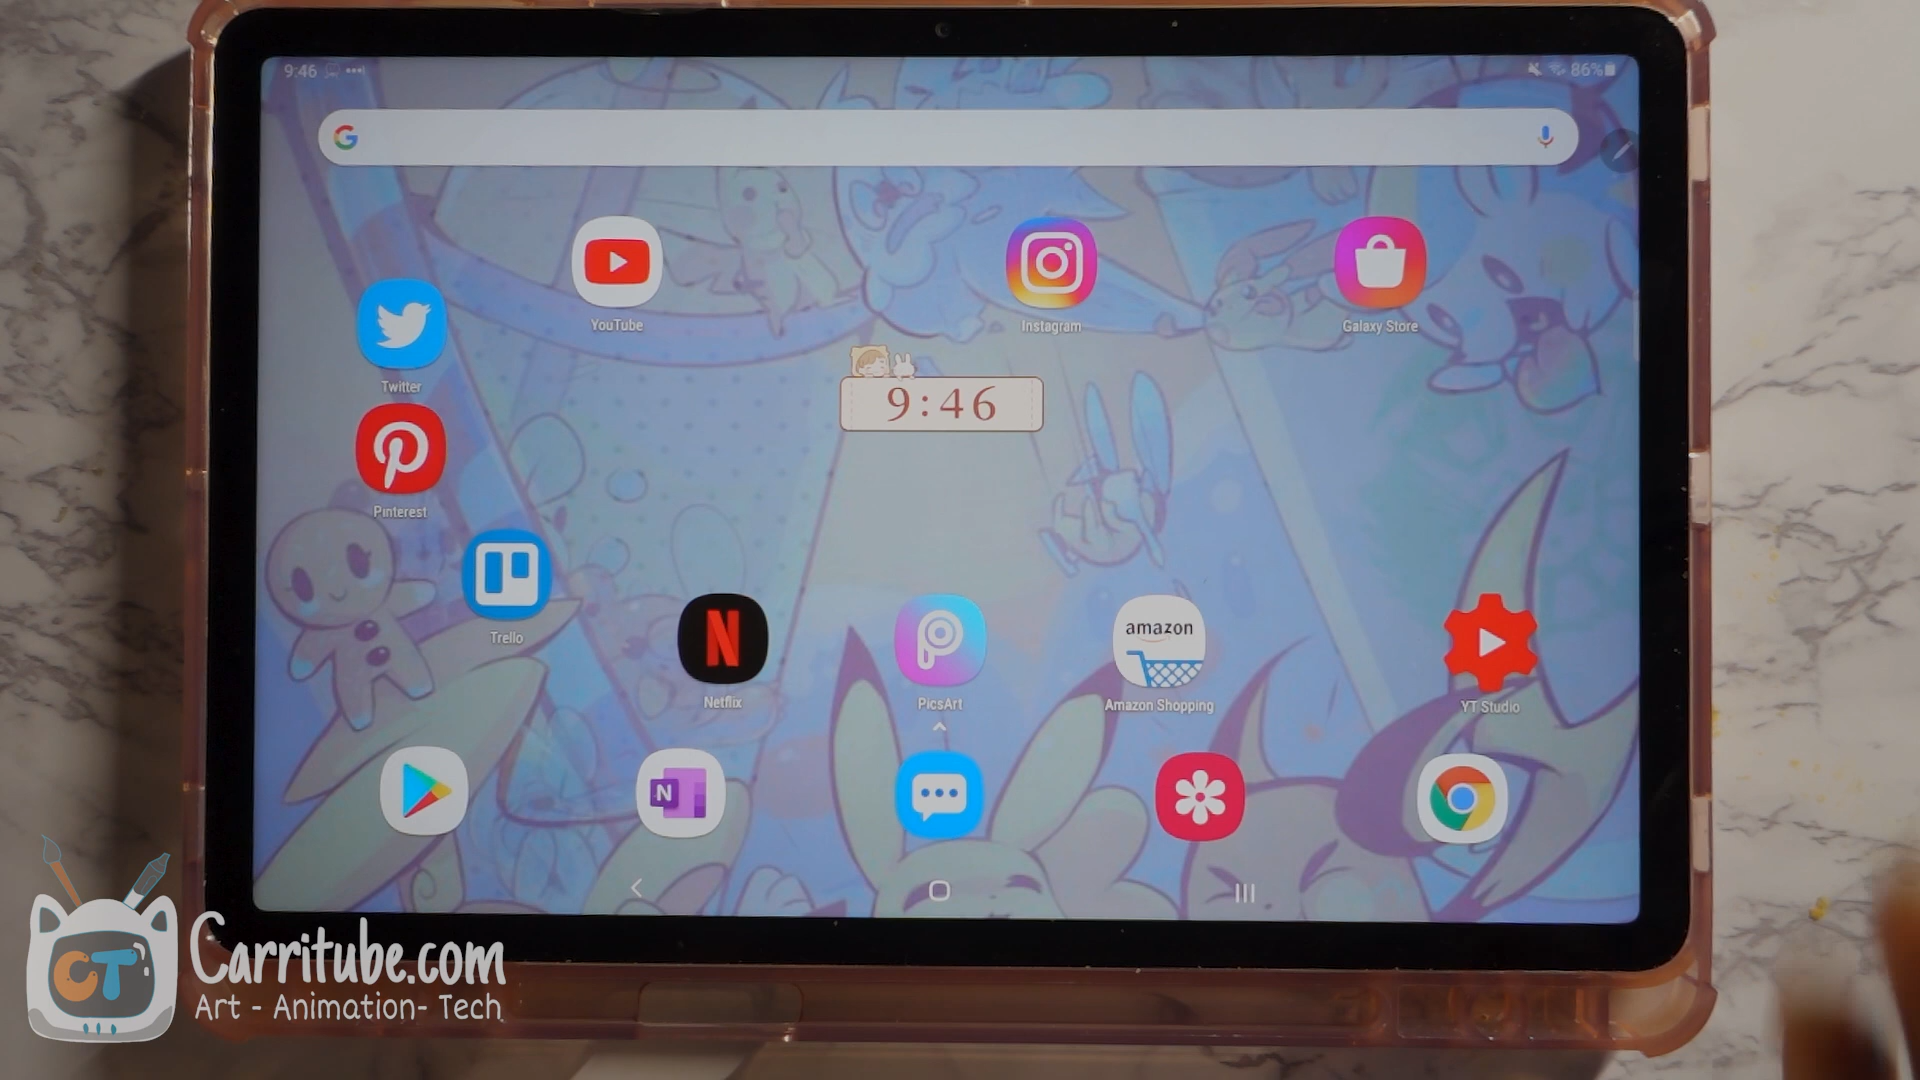 9:46
86%
YouTube
Instagram
Galaxy Store
Twitter
9:46
Pinterest
Trello
N
Netflix
PicsArt
amazon
Amazon Shopping
YT Studio
N
CT
Carritube.com
Art - Animation- Tech